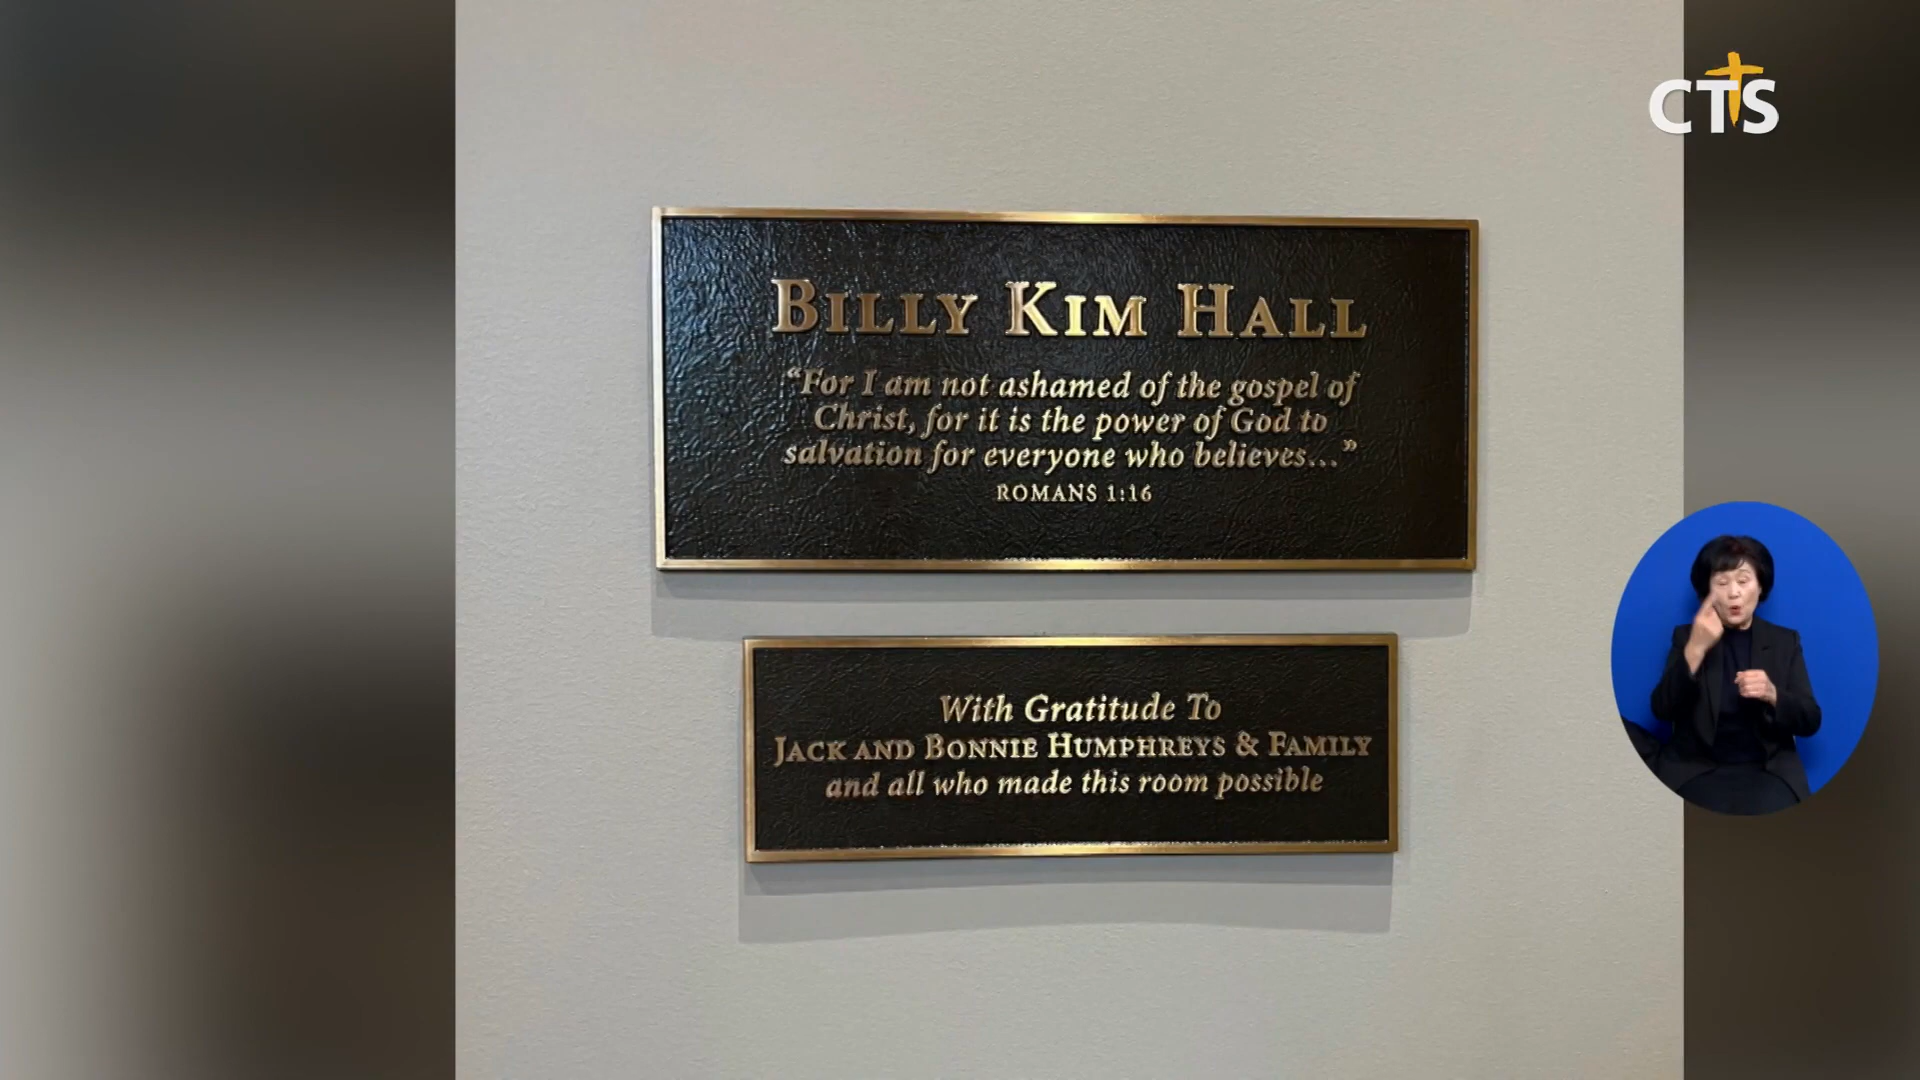 CTS
BILLY KIM HALL
“For I am not ashamed of the gospel of
Christ, for it is the power of God to
salvation for everyone who believes...”
ROMANS 1:16
With Gratitude To
JACK AND BONNIE HUMPHREYS & FAMILY
and all who made this room possible